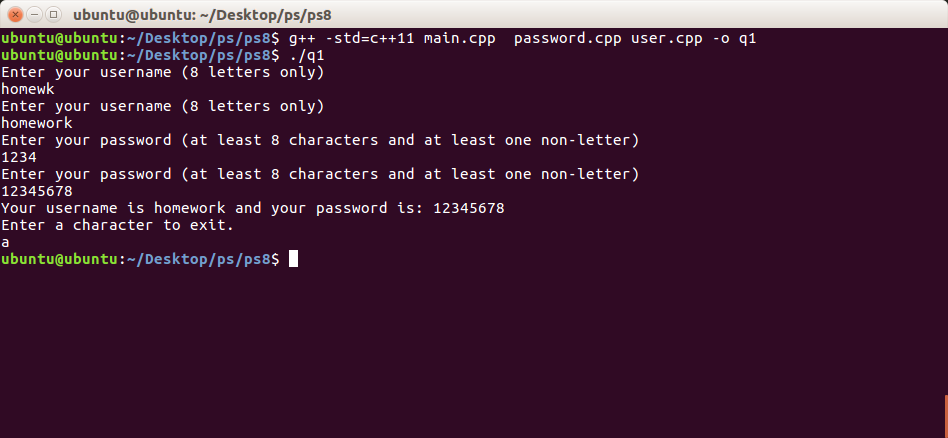 ubuntu@ubuntu: ~/Desktop/ps/ps8
ubuntu@ubuntu:~/Desktop/ps/ps8$ g++ -std=c++11 main.cpp  password.cpp user.cpp -o q1
ubuntu@ubuntu:~/Desktop/ps/ps8$ ./q1
Enter your username (8 letters only)
homewk
Enter your username (8 letters only)
homework
Enter your password (at least 8 characters and at least one non-letter)
1234
Enter your password (at least 8 characters and at least one non-letter)
12345678
Your username is homework and your password is: 12345678
Enter a character to exit.
a
ubuntu@ubuntu:~/Desktop/ps/ps8$